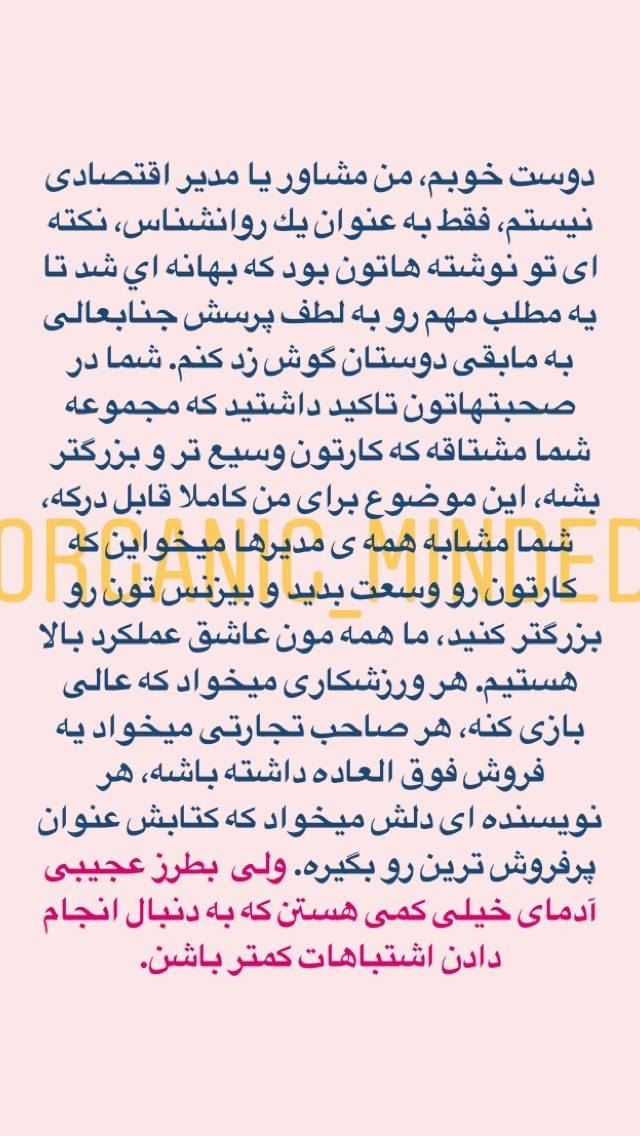 دوست خوبم، من مشاور یا مدیر اقتصادی
نیستم، فقط به عنوان یك روانشناس، نکته
ای تو نوشته هاتون بود که بهانه اي شد تا
یه مطلب مهم رو به لطف پرسش جنابعالی
به مابقی دوستان گوش زد کنم. شما در
صحبتهاتون تاکید داشتید که مجموعه
شما مشتاقه که کارتون وسیع تر و بزرگتر
بشه، این موضوع برای من کاملا قابل درکه،
ORGANIC_MINDED
شما مشابه همه ی مدیرها میخواین که
کارتون رو وسعت بدید و بیزنس تون رو
بزرگتر کنید، ما همه مون عاشق عملکرد بالا
هستیم. هر ورزشکاری میخواد که عالی
بازی کنه، هر صاحب تجارتی میخواد یه
فروش فوق العاده داشته باشه، هر
نویسنده ای دلش میخواد که کتابش عنوان
پرفروش ترین رو بگیره. ولی بطرز عجیبی
آدمای خیلی کمی هستن که به دنبال انجام
دادن اشتباهات کمتر باشن.